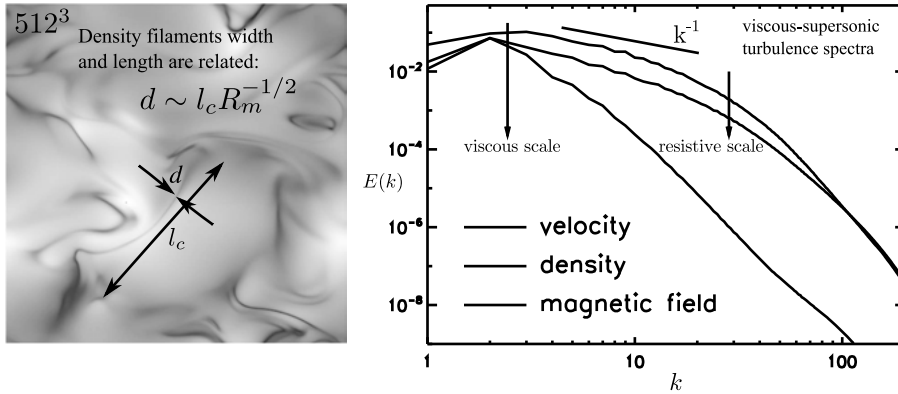 512³
Density filaments width
and length are related:
d ∼ l_c R_m^{-1/2}
d
l_c
k⁻¹
viscous-supersonic
turbulence spectra
10⁻²
viscous scale
resistive scale
10⁻⁴
E(k)
10⁻⁶
velocity
density
10⁻⁸
magnetic field
1 10 100
k